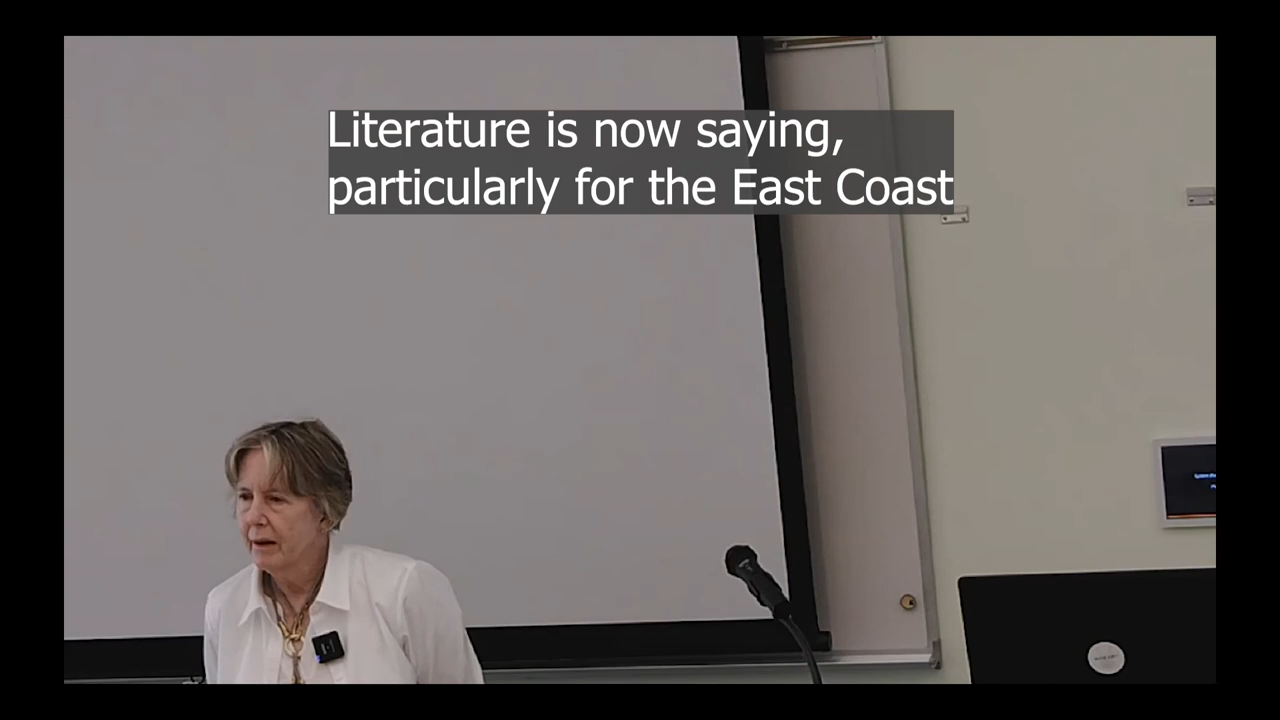 Literature is now saying,
particularly for the East Coast